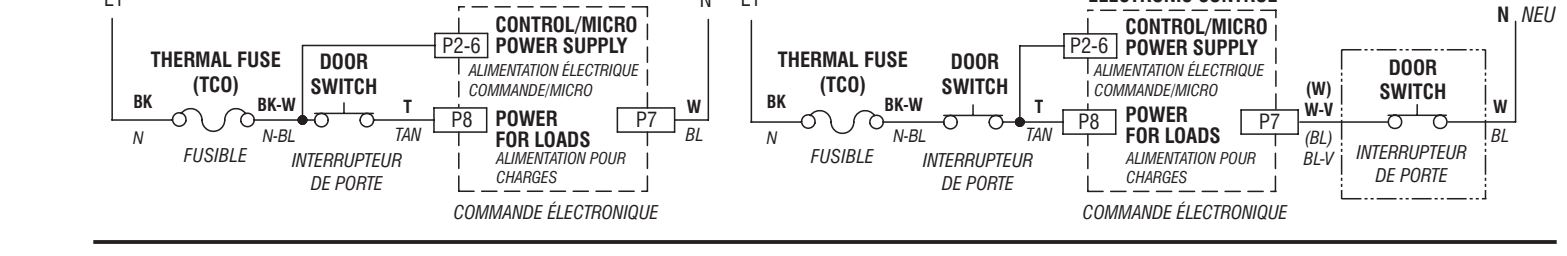 N
CONTROL/MICRO
POWER SUPPLY
P2-6
ALIMENTATION ÉLECTRIQUE
COMMANDE/MICRO
THERMAL FUSE
(TCO)
DOOR
SWITCH
BK
BK-W
T
P8
POWER
FOR LOADS
P7
W
N
N-BL
TAN
BL
FUSIBLE
INTERRUPTEUR
DE PORTE
ALIMENTATION POUR
CHARGES
COMMANDE ÉLECTRONIQUE
L1
ELECTRONIC CONTROL
CONTROL/MICRO
POWER SUPPLY
P2-6
ALIMENTATION ÉLECTRIQUE
COMMANDE/MICRO
N NEU
THERMAL FUSE
(TCO)
DOOR
SWITCH
DOOR
SWITCH
BK
BK-W
T
P8
POWER
FOR LOADS
P7
(W)
W-V
W
N
N-BL
TAN
(BL)
BL-V
BL
FUSIBLE
INTERRUPTEUR
DE PORTE
ALIMENTATION POUR
CHARGES
INTERRUPTEUR
DE PORTE
COMMANDE ÉLECTRONIQUE